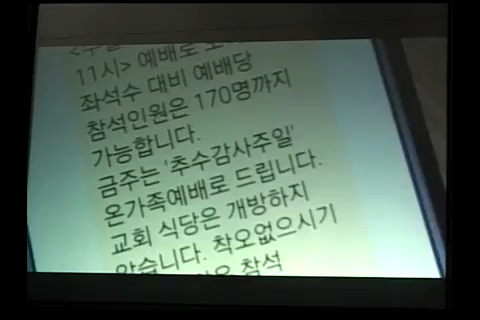 11시> 예배로
좌석수 대비 예배당
참석인원은 170명까지
가능합니다.
금주는 '추수감사주일'
온가족예배로 드립니다.
교회 식당은 개방하지
않습니다. 착오없으시기
참석